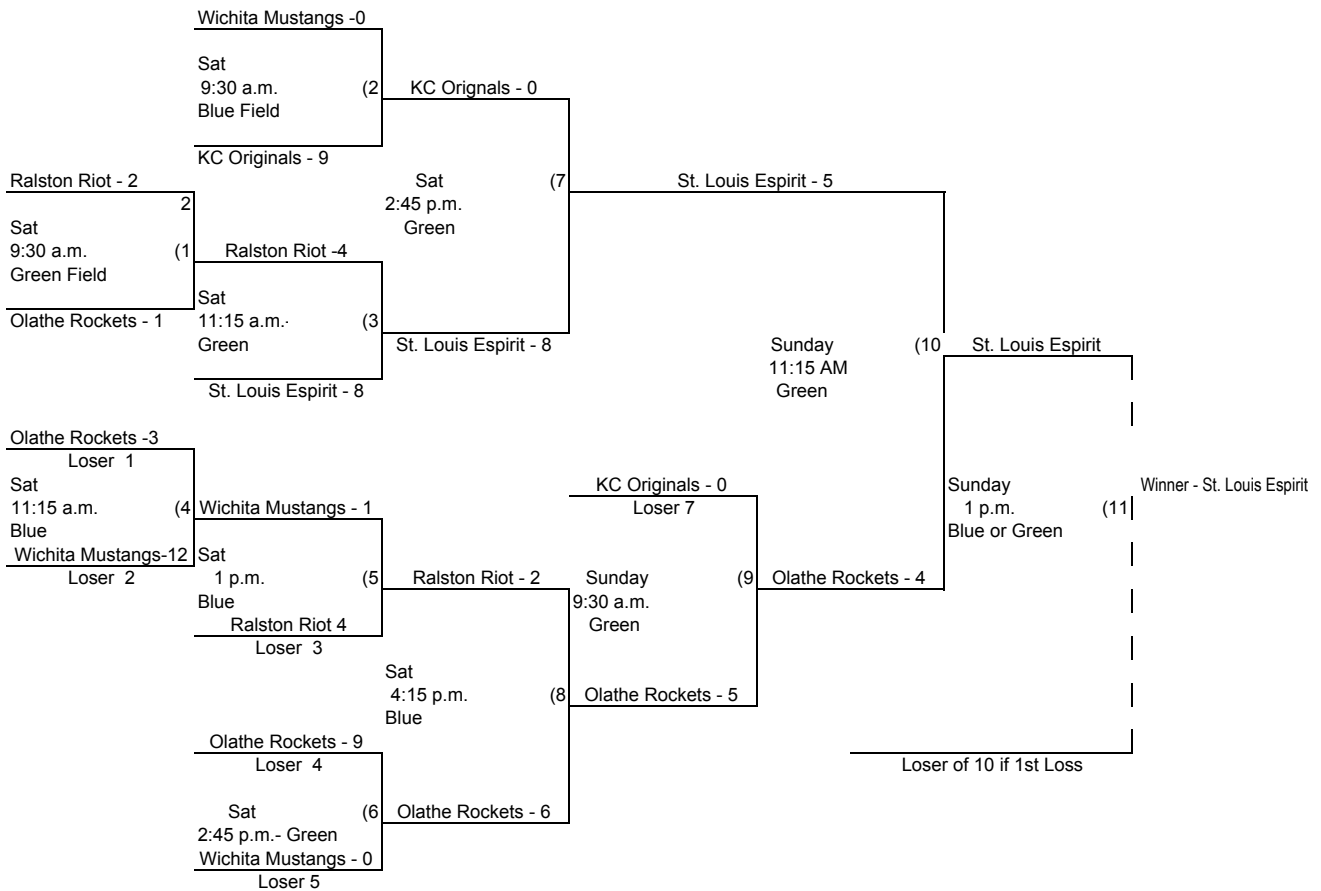 Wichita Mustangs -0
Sat
9:30 a.m. (2
Blue Field
KC Orignals - 0
KC Originals - 9
Ralston Riot - 2
2
Sat
9:30 a.m. (1
Green Field
Olathe Rockets - 1
Ralston Riot -4
Sat
11:15 a.m.· (3
Green
St. Louis Espirit - 8
Sat (7
2:45 p.m.
Green
St. Louis Espirit - 8
St. Louis Espirit - 5
Sunday (10
11:15 AM
Green
St. Louis Espirit
Olathe Rockets -3
Loser 1
Sat
11:15 a.m. (4
Blue
Wichita Mustangs-12
Loser 2
Wichita Mustangs - 1
Sat
1 p.m. (5
Blue
Ralston Riot 4
Loser 3
Ralston Riot - 2
Sat
4:15 p.m. (8
Blue
Olathe Rockets - 9
Loser 4
Sat (6
2:45 p.m.- Green
Wichita Mustangs - 0
Loser 5
Olathe Rockets - 6
KC Originals - 0
Loser 7
Sunday (9
9:30 a.m.
Green
Olathe Rockets - 5
Olathe Rockets - 4
Sunday
1 p.m. (11
Blue or Green
Winner - St. Louis Espirit
Loser of 10 if 1st Loss